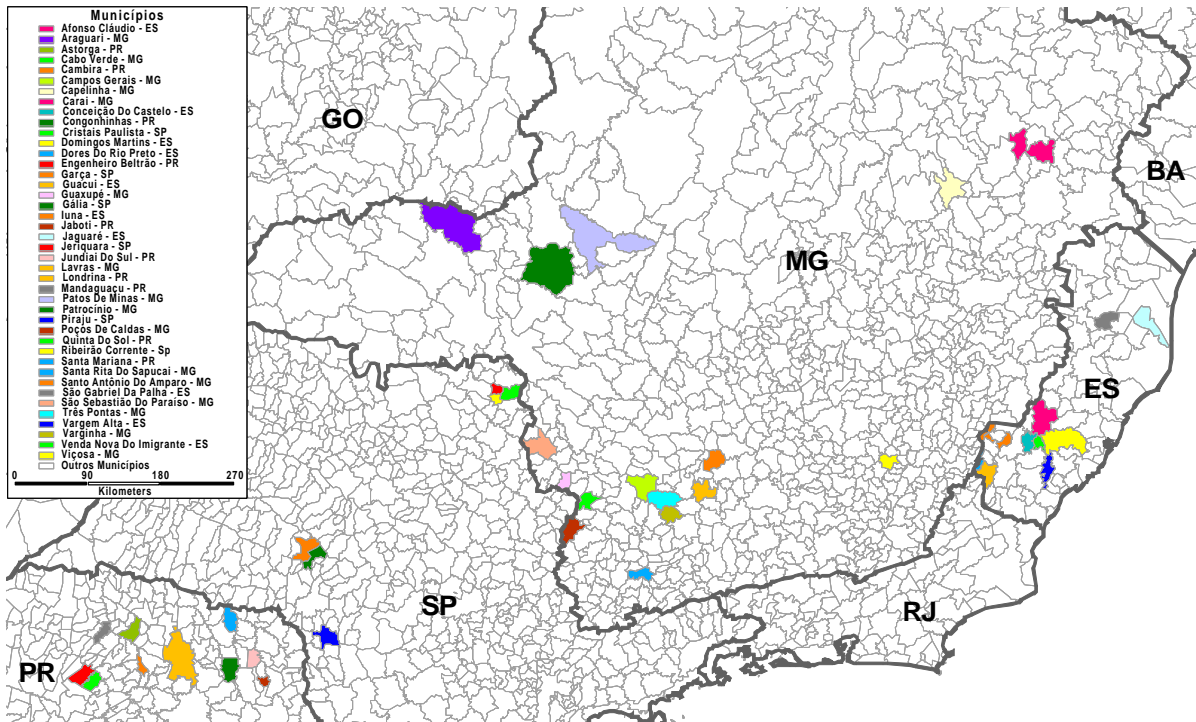 Municípios
Afonso Cláudio - ES
Araguari - MG
Astorga - PR
Cabo Verde - MG
Cambira - PR
Campos Gerais - MG
Capelinha - MG
Carai - MG
Conceição Do Castelo - ES
Congonhinhas - PR
Cristais Paulista - SP
Domingos Martins - ES
Dores Do Rio Preto - ES
Engenheiro Beltrão - PR
Garça - SP
Guacui - ES
Guaxupé - MG
Gália - SP
Iuna - ES
Jaboti - PR
Jaguaré - ES
Jeriquara - SP
Jundiai Do Sul - PR
Lavras - MG
Londrina - PR
Mandaguaçu - PR
Patos De Minas - MG
Patrocínio - MG
Piraju - SP
Poços De Caldas - MG
Quinta Do Sol - PR
Ribeirão Corrente - Sp
Santa Mariana - PR
Santa Rita Do Sapucai - MG
Santo Antônio Do Amparo - MG
São Gabriel Da Palha - ES
São Sebastião Do Paraiso - MG
Três Pontas - MG
Vargem Alta - ES
Varginha - MG
Venda Nova Do Imigrante - ES
Viçosa - MG
Outros Municípios
0 90 180 270
Kilometers
GO
BA
MG
ES
SP
RJ
PR